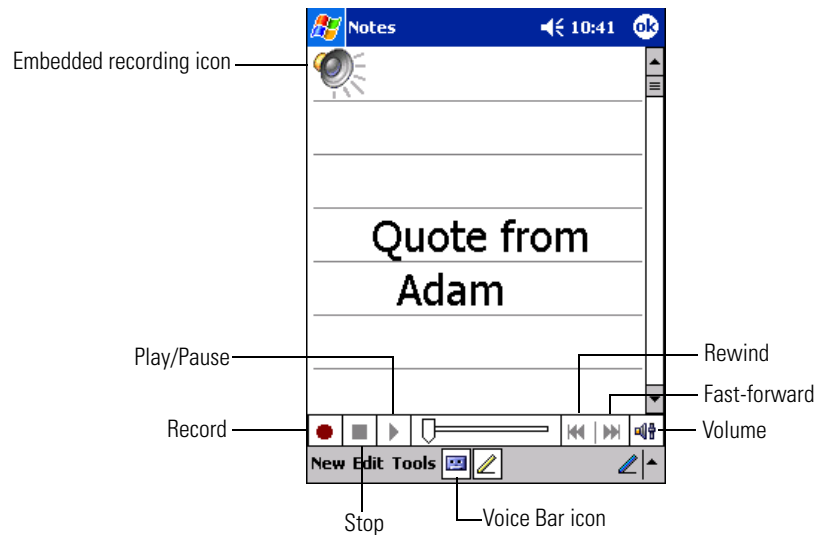 Notes 10:41 ok
Embedded recording icon
Quote from
Adam
Play/Pause
Rewind
Fast-forward
Record
Volume
New Edit Tools
Stop
Voice Bar icon